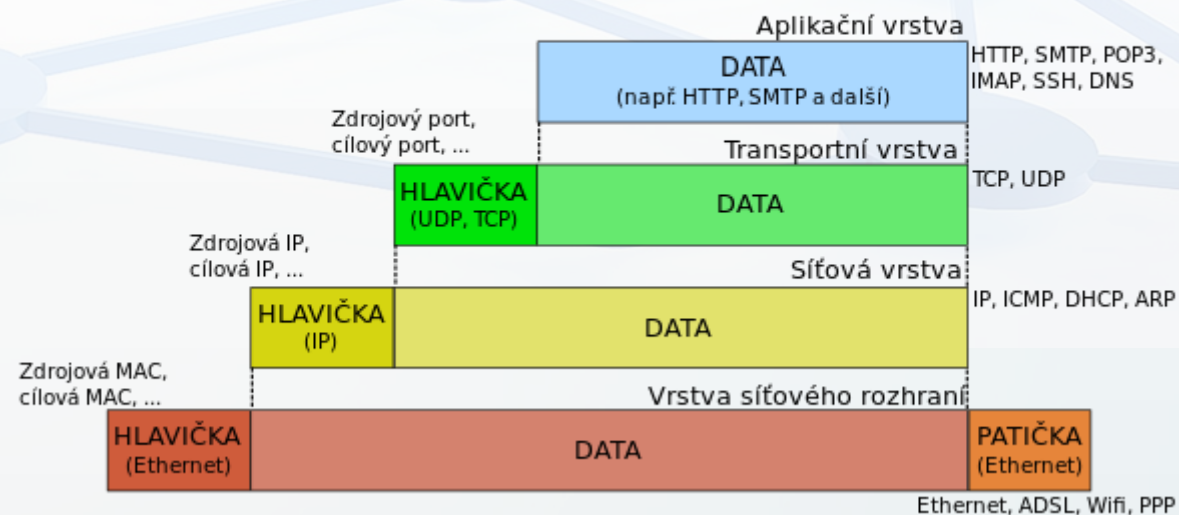 Aplikační vrstva
DATA
(např. HTTP, SMTP a další)
HTTP, SMTP, POP3,
IMAP, SSH, DNS
Zdrojový port,
cílový port, ...
Transportní vrstva
HLAVIČKA
(UDP, TCP)
DATA
TCP, UDP
Zdrojová IP,
cílová IP, ...
Síťová vrstva
HLAVIČKA
(IP)
DATA
IP, ICMP, DHCP, ARP
Zdrojová MAC,
cílová MAC, ...
Vrstva síťového rozhraní
HLAVIČKA
(Ethernet)
DATA
PATIČKA
(Ethernet)
Ethernet, ADSL, Wifi, PPP